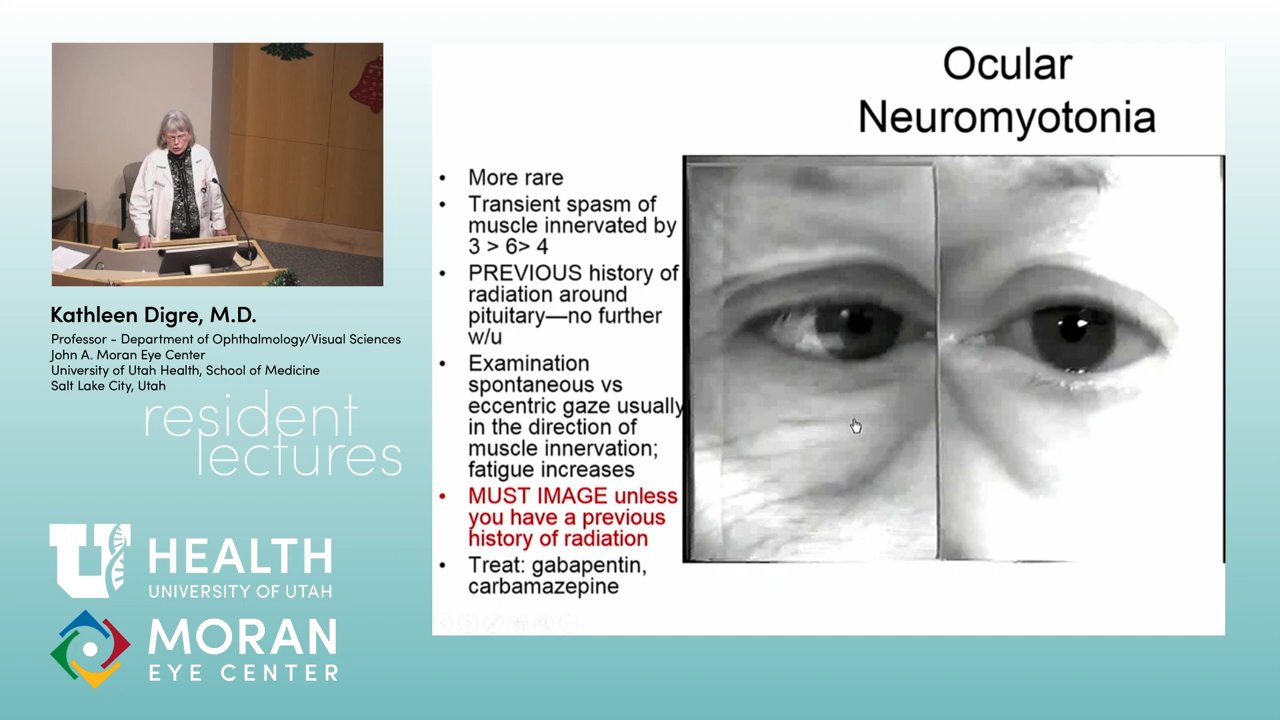 Ocular
Neuromyotonia
• More rare
• Transient spasm of
muscle innervated by
3 > 6> 4
• PREVIOUS history of
radiation around
pituitary—no further
w/u
• Examination
spontaneous vs
eccentric gaze usually
in the direction of
muscle innervation;
fatigue increases
• MUST IMAGE unless
you have a previous
history of radiation
• Treat: gabapentin,
carbamazepine
Kathleen Digre, M.D.
Professor - Department of Ophthalmology/Visual Sciences
John A. Moran Eye Center
University of Utah Health, School of Medicine
Salt Lake City, Utah
resident
lectures
U HEALTH
UNIVERSITY OF UTAH
MORAN
EYE CENTER